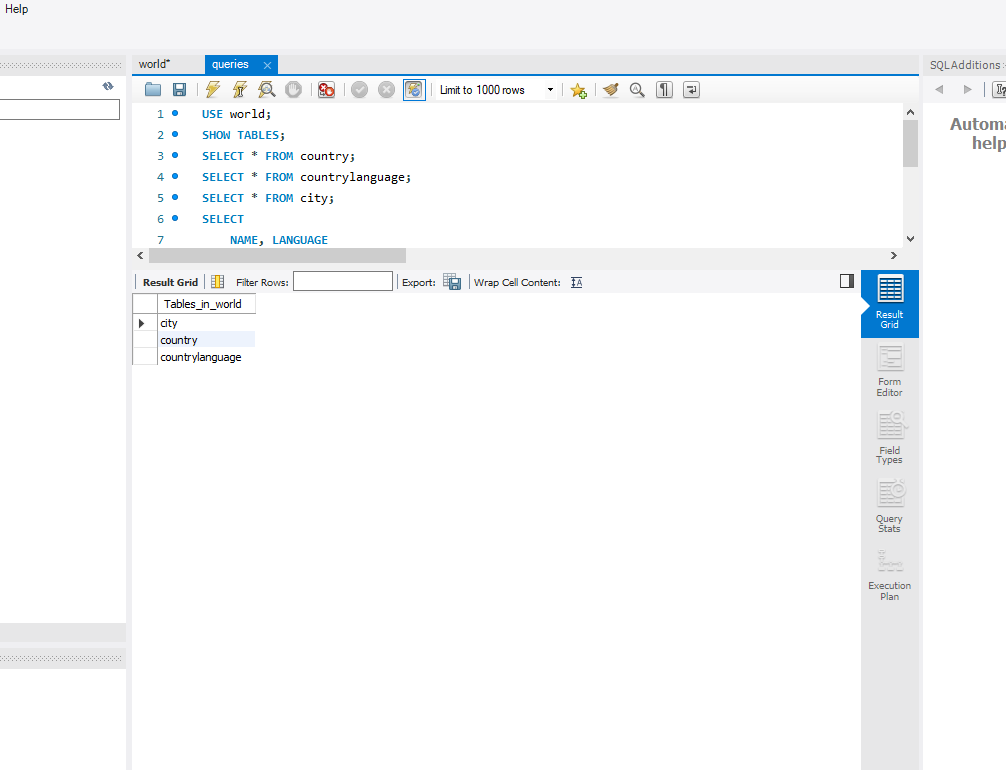 Help
world*
queries
SQLAdditions
Limit to 1000 rows
Automa
help
1 USE world;
2 SHOW TABLES;
3 SELECT * FROM country;
4 SELECT * FROM countrylanguage;
5 SELECT * FROM city;
6 SELECT
7 NAME, LANGUAGE
Result Grid
Filter Rows:
Export:
Wrap Cell Content:
Tables_in_world
city
country
countrylanguage
Result
Grid
Form
Editor
Field
Types
Query
Stats
Execution
Plan